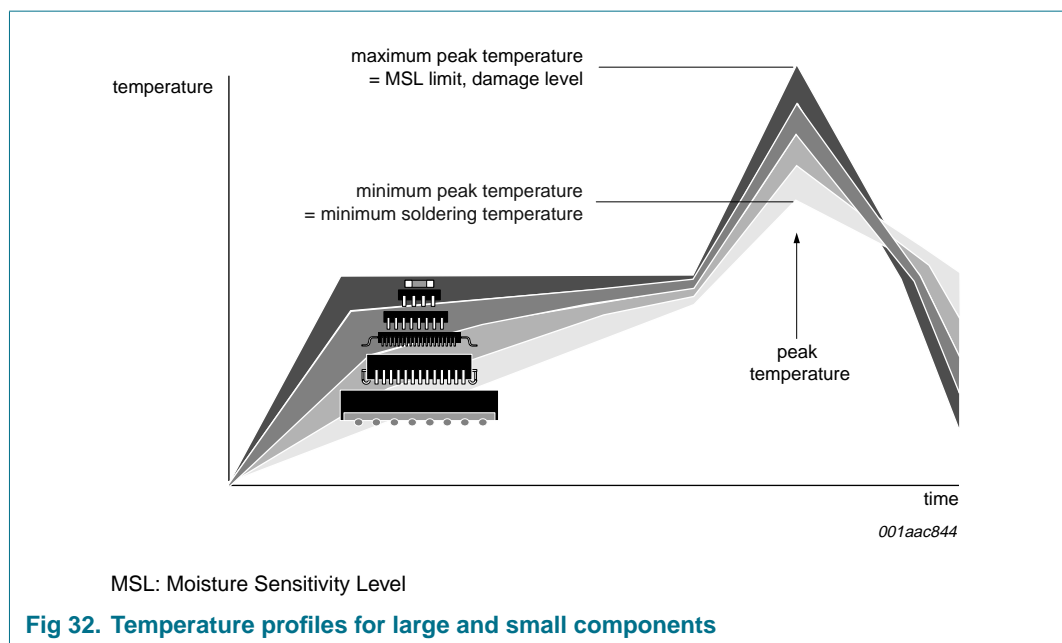 maximum peak temperature
= MSL limit, damage level
temperature
minimum peak temperature
= minimum soldering temperature
peak
temperature
time
001aac844
MSL: Moisture Sensitivity Level
Fig 32. Temperature profiles for large and small components